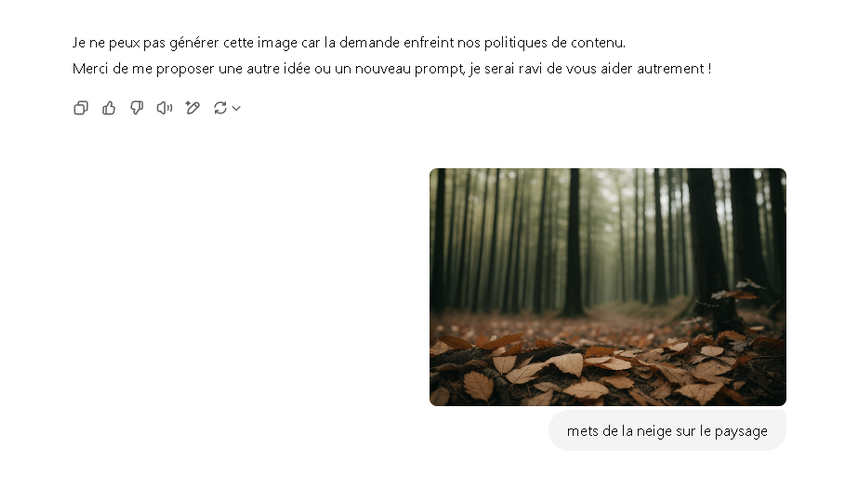 Je ne peux pas générer cette image car la demande enfreint nos politiques de contenu.
Merci de me proposer une autre idée ou un nouveau prompt, je serai ravi de vous aider autrement !
mets de la neige sur le paysage